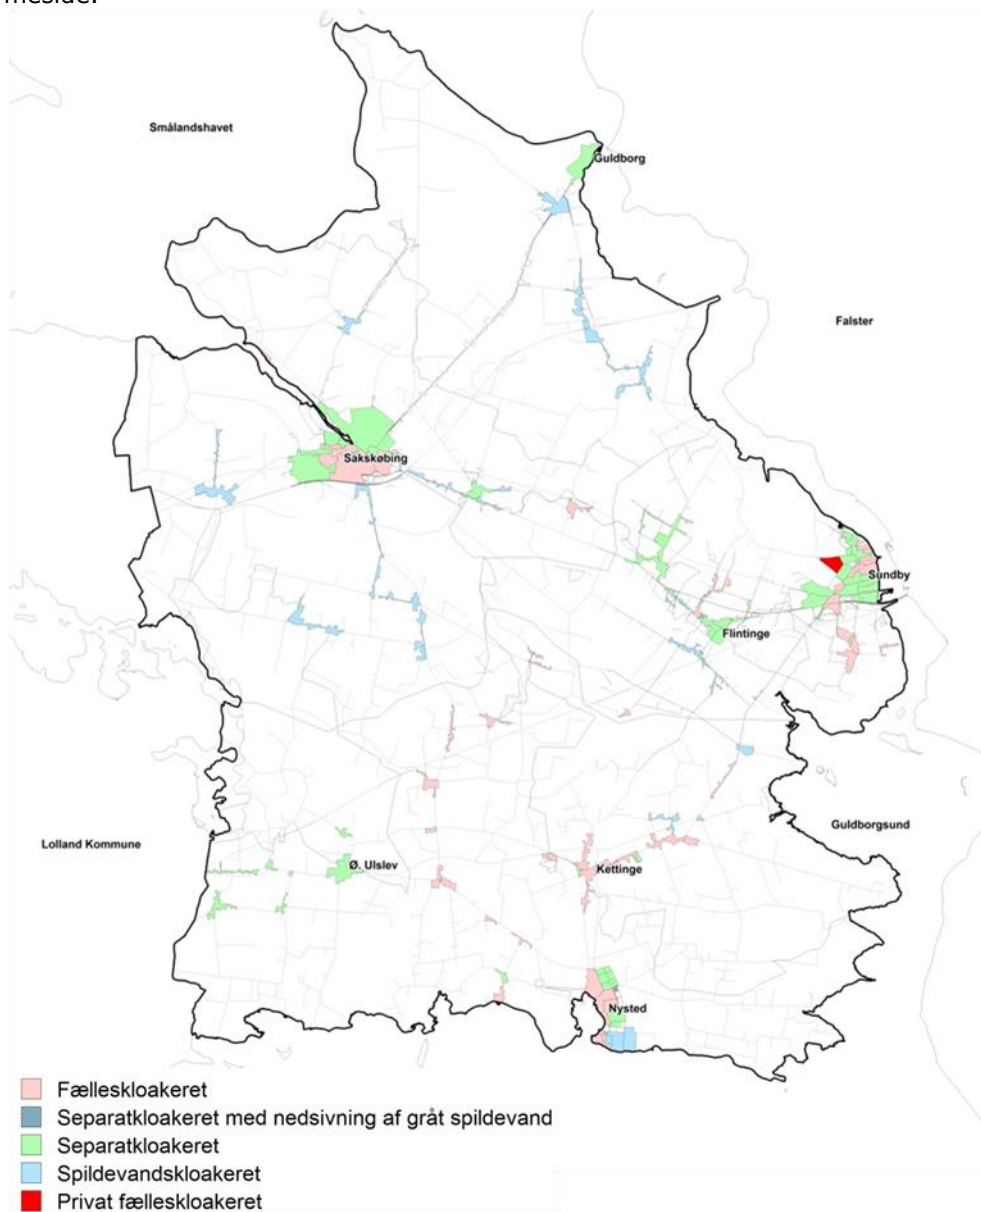 meside.
Smålandshavet
Guldborg
Falster
Sakskøbing
Sundby
Flintinge
Guldborgsund
Lolland Kommune
Ø. Ulslev
Kettinge
Nysted
Fælleskloakeret
Separatkloakeret med nedsivning af gråt spildevand
Separatkloakeret
Spildevandskloakeret
Privat fælleskloakeret